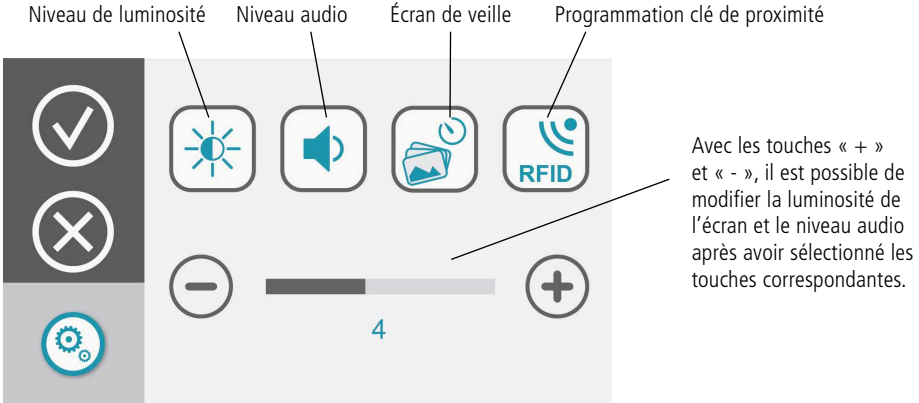 Niveau de luminosité
Niveau audio
Écran de veille
Programmation clé de proximité
RFID
Avec les touches « + »
et « - », il est possible de
modifier la luminosité de
l’écran et le niveau audio
après avoir sélectionné les
touches correspondantes.
4